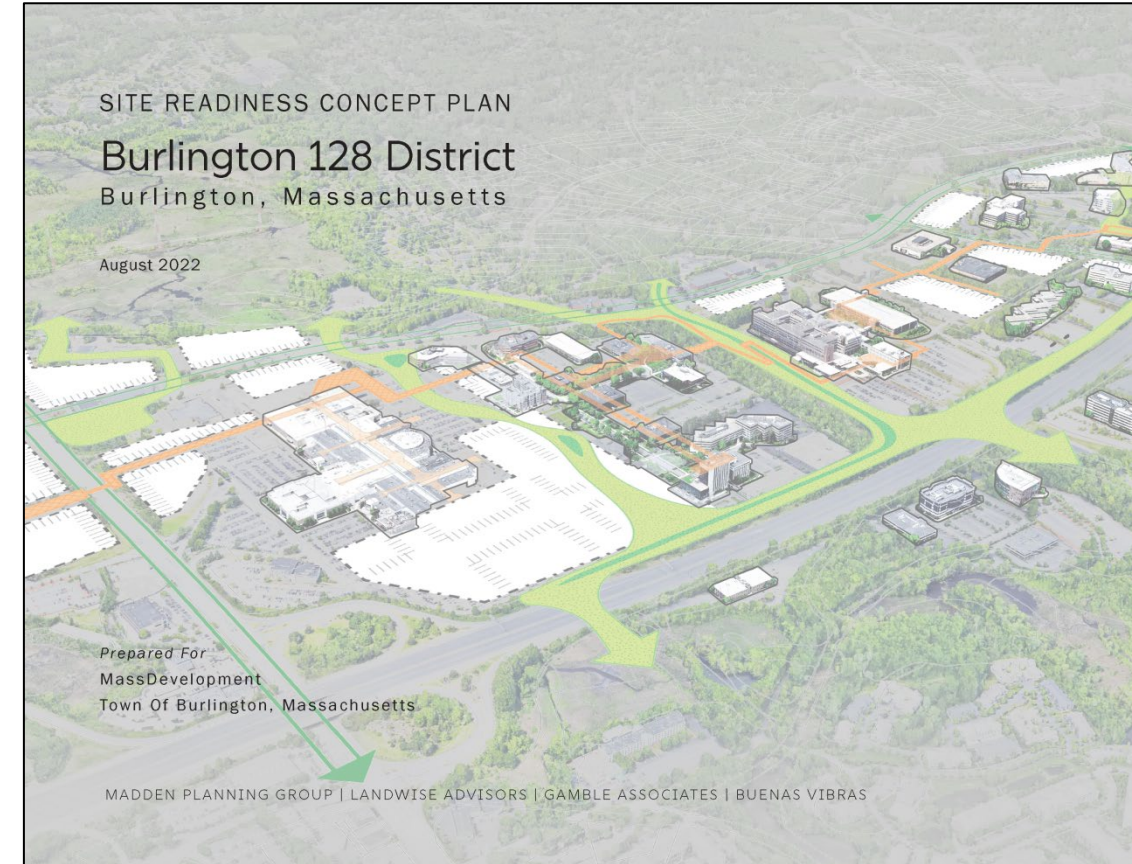 SITE READINESS CONCEPT PLAN
Burlington 128 District
Burlington, Massachusetts
August 2022
Prepared For
MassDevelopment
Town Of Burlington, Massachusetts
MADDEN PLANNING GROUP | LANDWISE ADVISORS | GAMBLE ASSOCIATES | BUENAS VIBRAS